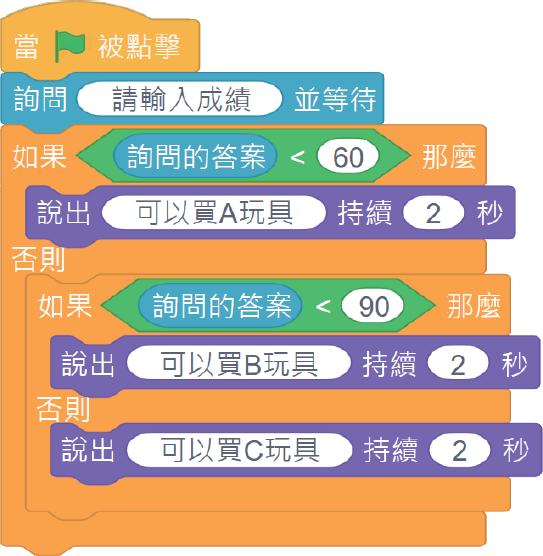 當 被點擊
詢問 請輸入成績 並等待
如果 詢問的答案 < 60 那麼
說出 可以買A玩具 持續 2 秒
否則
如果 詢問的答案 < 90 那麼
說出 可以買B玩具 持續 2 秒
否則
說出 可以買C玩具 持續 2 秒